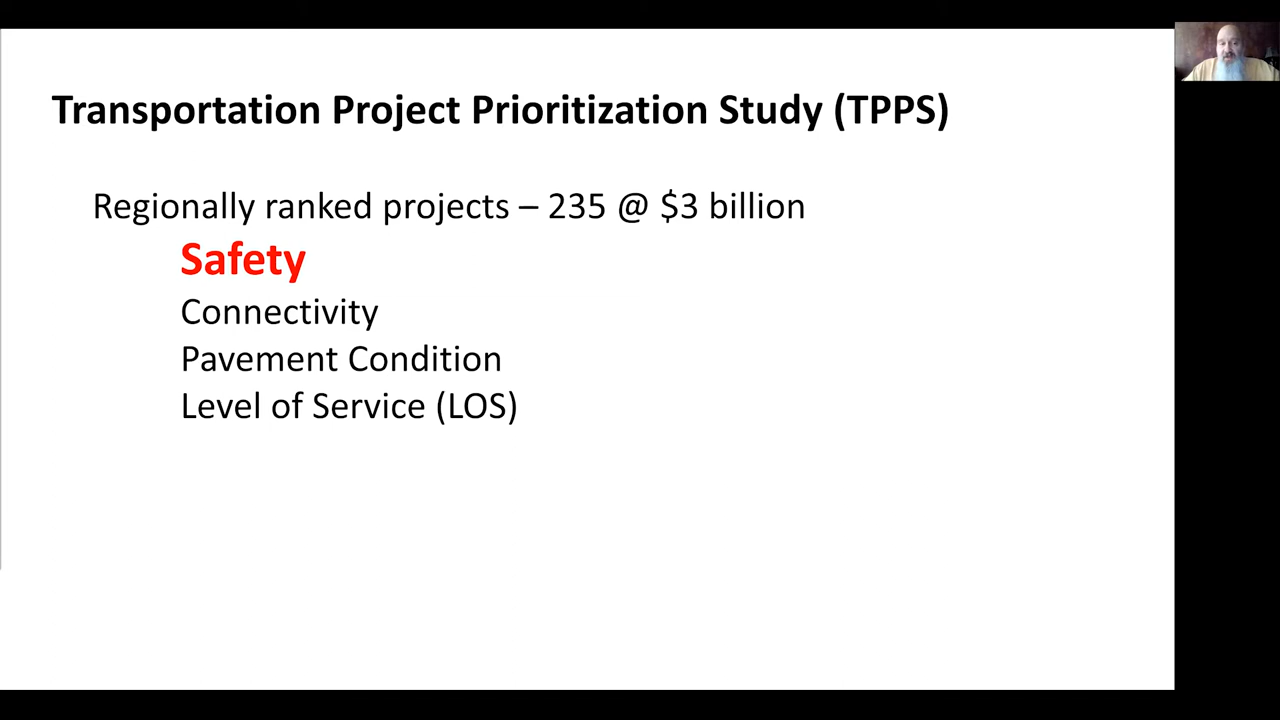 Transportation Project Prioritization Study (TPPS)
Regionally ranked projects – 235 @ $3 billion
Safety
Connectivity
Pavement Condition
Level of Service (LOS)